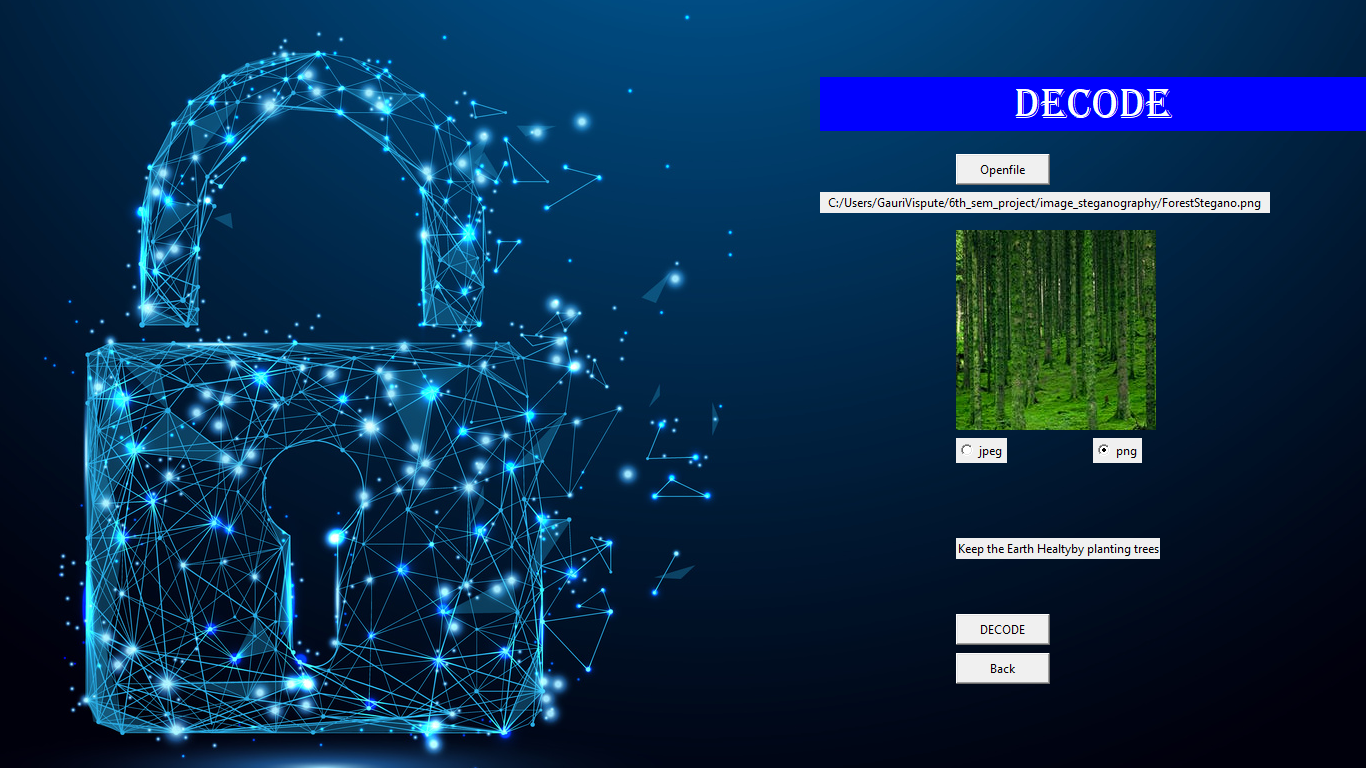 DECODE
Openfile
C:/Users/GauriVispute/6th_sem_project/image_steganography/ForestStegano.png
jpeg png
Keep the Earth Healtyby planting trees
DECODE
Back